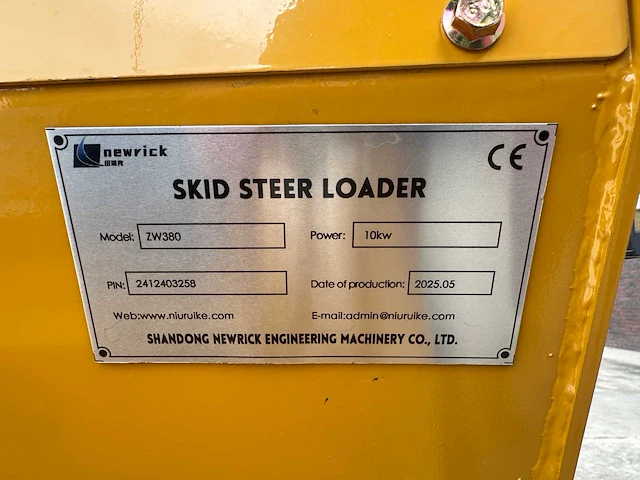 newrick
CE
SKID STEER LOADER
Model: ZW380
Power: 10kw
PIN: 2412403258
Date of production: 2025.05
Web:www.niuruike.com
E-mail:admin@niuruike.com
SHANDONG NEWRICK ENGINEERING MACHINERY CO., LTD.